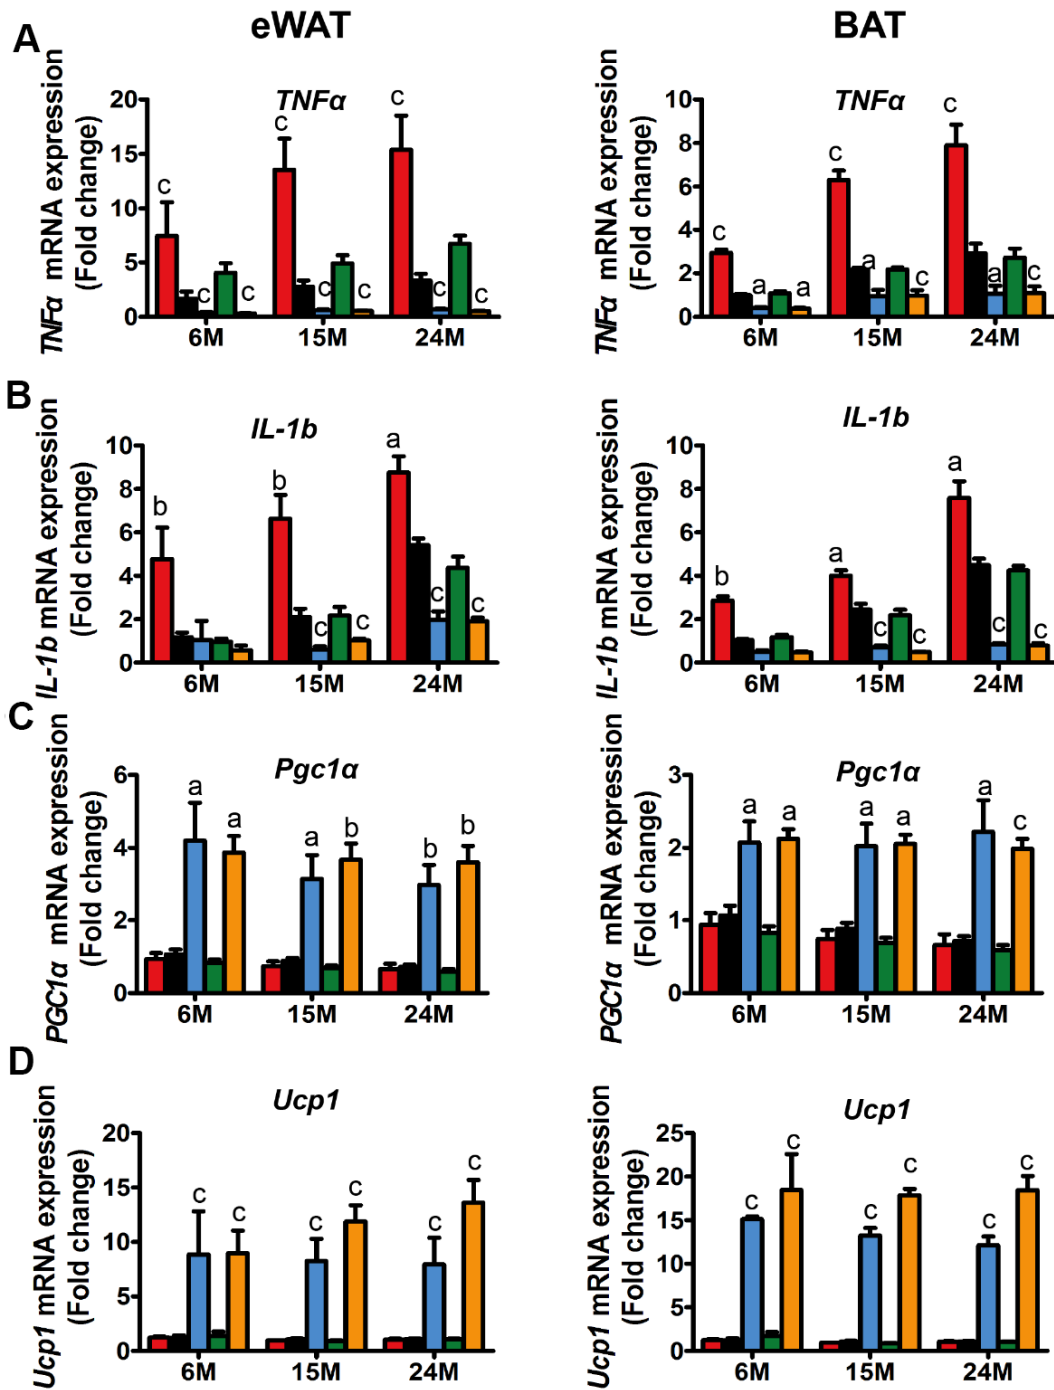 eWAT
BAT
A
TNFα mRNA expression
(Fold change)
TNFα
20
15
10
5
0
c
c
c
c
c
c
c
c
c
6M
15M
24M
TNFα mRNA expression
(Fold change)
TNFα
10
8
6
4
2
0
c
a
a
c
a
c
c
a
c
6M
15M
24M
B
IL-1b mRNA expression
(Fold change)
IL-1b
10
8
6
4
2
0
b
b
c
c
a
c
c
6M
15M
24M
IL-1b mRNA expression
(Fold change)
IL-1b
10
8
6
4
2
0
b
a
c
c
a
c
c
6M
15M
24M
C
PGC1α mRNA expression
(Fold change)
Pgc1α
6
4
2
0
a
a
a
b
b
b
6M
15M
24M
PGC1α mRNA expression
(Fold change)
Pgc1α
3
2
1
0
a
a
a
a
a
c
6M
15M
24M
D
Ucp1 mRNA expression
(Fold change)
Ucp1
20
15
10
5
0
c
c
c
c
c
c
6M
15M
24M
Ucp1 mRNA expression
(Fold change)
Ucp1
25
20
15
10
5
0
c
c
c
c
c
c
6M
15M
24M